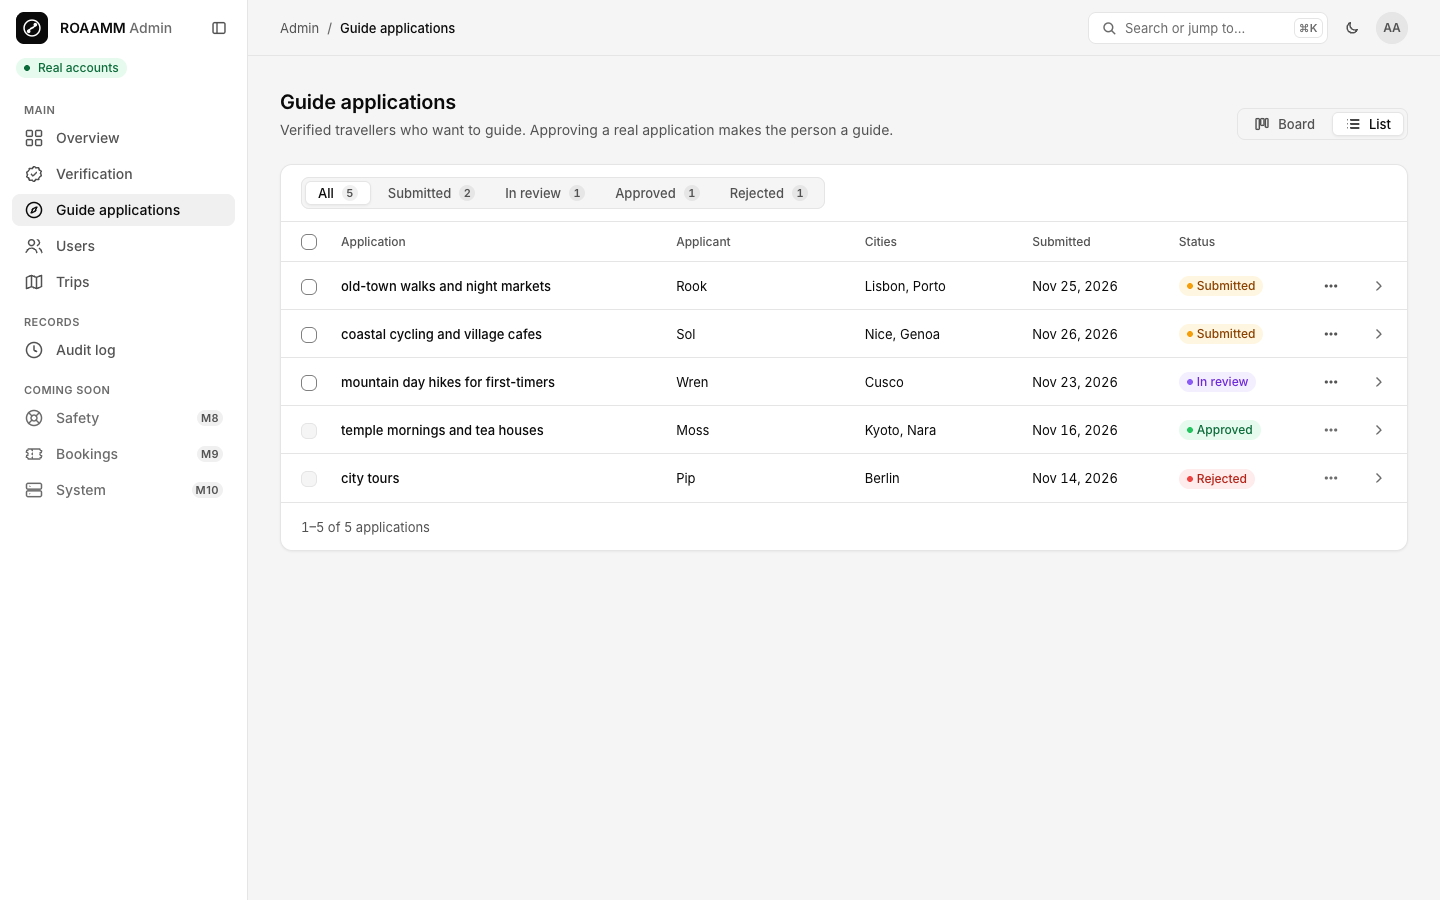 ROAAMM Admin
Real accounts
MAIN
Overview
Verification
Guide applications
Users
Trips
RECORDS
Audit log
COMING SOON
Safety M8
Bookings M9
System M10
Admin / Guide applications
Search or jump to... ⌘K
AA
Guide applications
Verified travellers who want to guide. Approving a real application makes the person a guide.
Board List
All 5 Submitted 2 In review 1 Approved 1 Rejected 1
Application Applicant Cities Submitted Status
old-town walks and night markets Rook Lisbon, Porto Nov 25, 2026 Submitted
coastal cycling and village cafes Sol Nice, Genoa Nov 26, 2026 Submitted
mountain day hikes for first-timers Wren Cusco Nov 23, 2026 In review
temple mornings and tea houses Moss Kyoto, Nara Nov 16, 2026 Approved
city tours Pip Berlin Nov 14, 2026 Rejected
1–5 of 5 applications